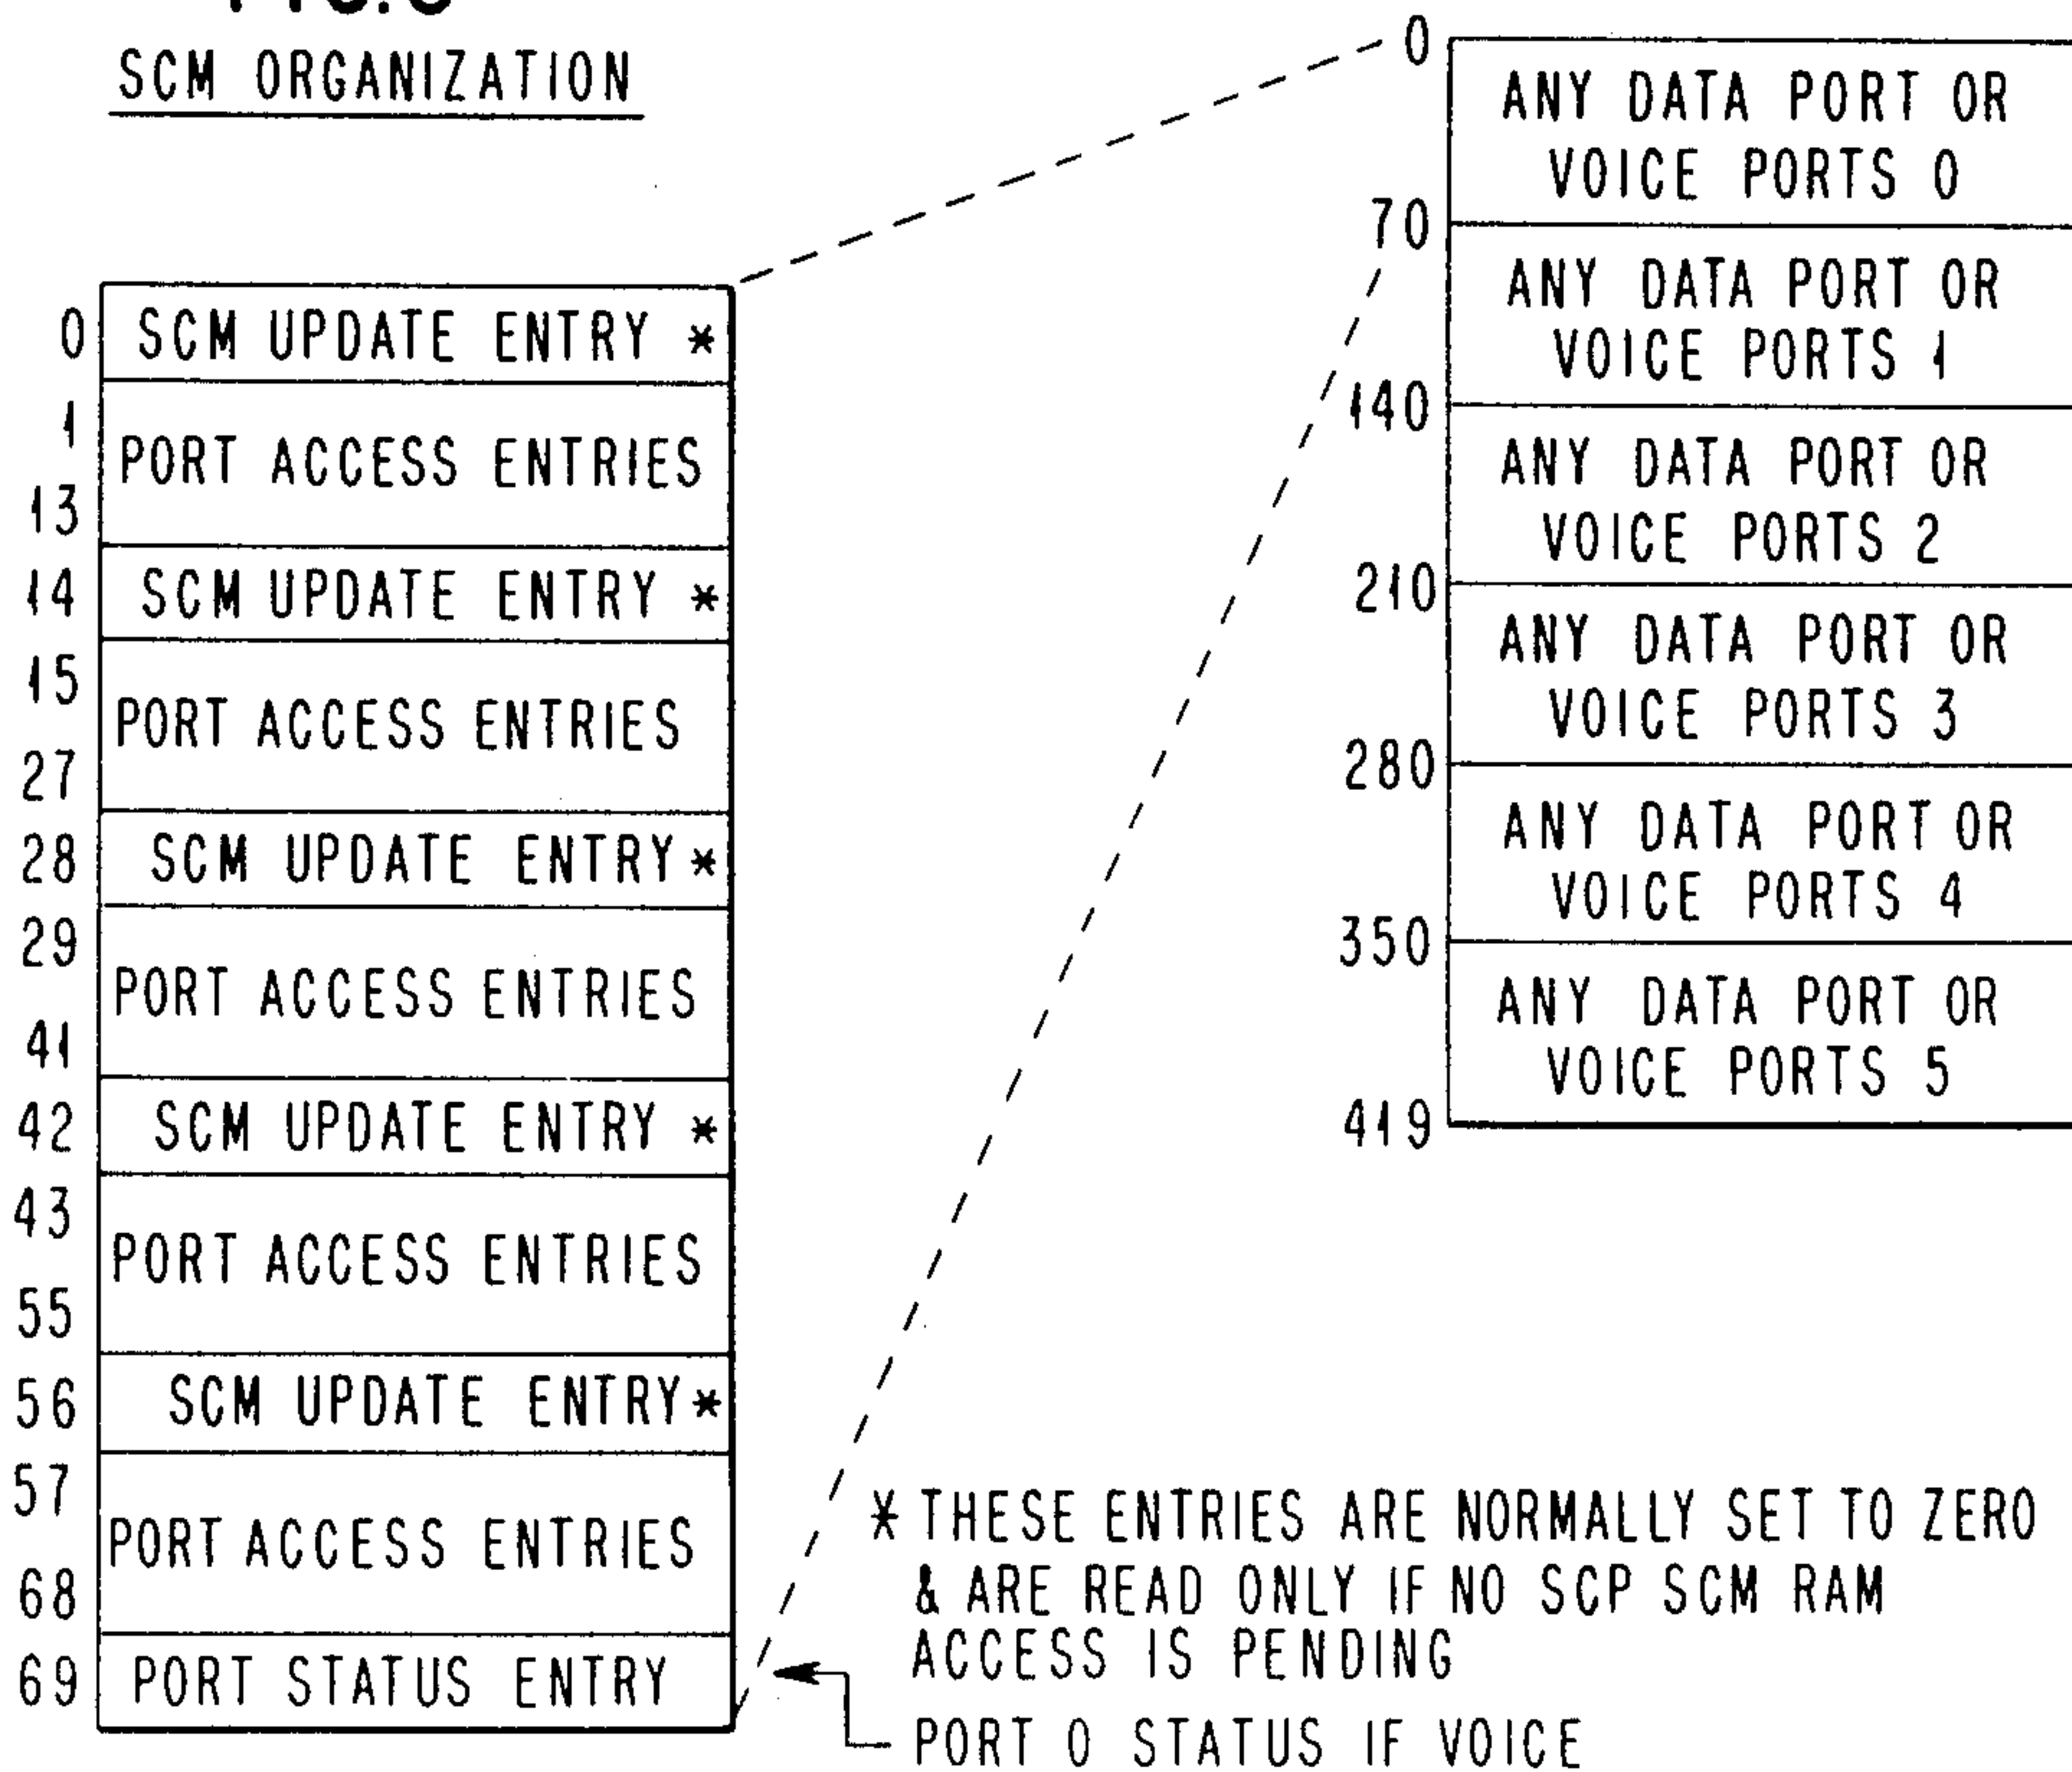 SCM ORGANIZATION
0 SCM UPDATE ENTRY *
1
PORT ACCESS ENTRIES
13
14 SCM UPDATE ENTRY *
15
PORT ACCESS ENTRIES
27
28 SCM UPDATE ENTRY *
29
PORT ACCESS ENTRIES
41
42 SCM UPDATE ENTRY *
43
PORT ACCESS ENTRIES
55
56 SCM UPDATE ENTRY *
57
PORT ACCESS ENTRIES
68
69 PORT STATUS ENTRY
0
ANY DATA PORT OR
VOICE PORTS 0
70
ANY DATA PORT OR
VOICE PORTS 1
140
ANY DATA PORT OR
VOICE PORTS 2
210
ANY DATA PORT OR
VOICE PORTS 3
280
ANY DATA PORT OR
VOICE PORTS 4
350
ANY DATA PORT OR
VOICE PORTS 5
419
* THESE ENTRIES ARE NORMALLY SET TO ZERO
& ARE READ ONLY IF NO SCP SCM RAM
ACCESS IS PENDING
PORT 0 STATUS IF VOICE